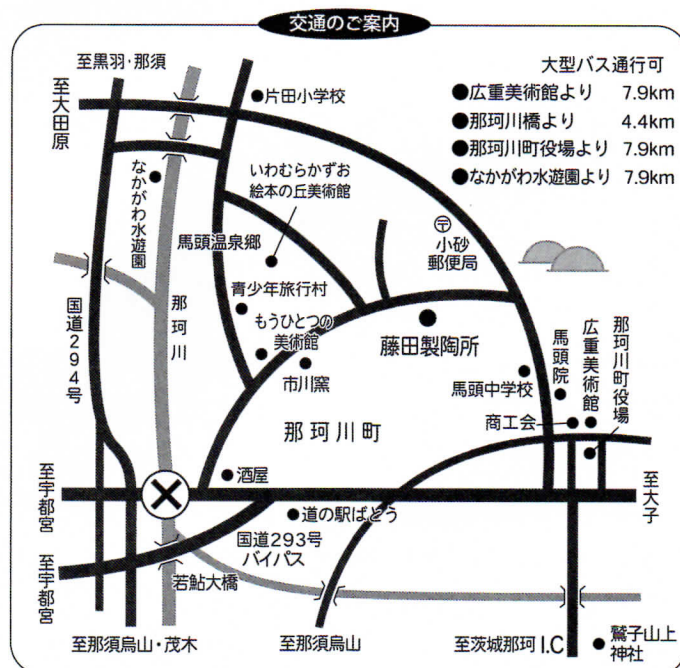 交通のご案内
至黒羽・那須
至大田原
片田小学校
大型バス通行可
●広重美術館より 7.9km
●那珂川橋より 4.4km
●那珂川町役場より 7.9km
●なかがわ水遊園より 7.9km
なかがわ水遊園
いわむらかずお
絵本の丘美術館
馬頭温泉郷
〒
小砂
郵便局
国道294号
那珂川
青少年旅行村
もうひとつの
美術館
市川窯
藤田製陶所
馬頭中学校
馬頭院
広重美術館
那珂川町役場
商工会
那珂川町
至宇都宮
酒屋
至大子
道の駅ばとう
国道293号
バイパス
至宇都宮
若鮎大橋
至那須烏山・茂木
至那須烏山
至茨城那珂I.C
鷲子山上
神社